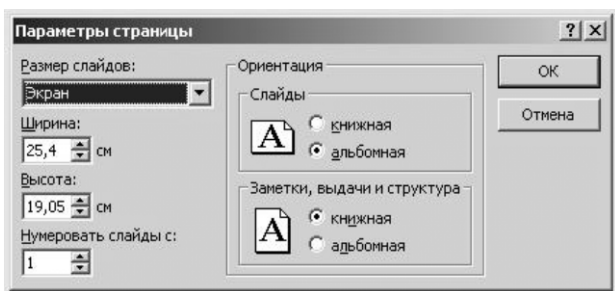 Параметры страницы
Размер слайдов:
Экран
Ширина:
25,4 см
Высота:
19,05 см
Нумеровать слайды с:
1
Ориентация
Слайды
А
книжная
альбомная
Заметки, выдачи и структура
А
книжная
альбомная
ОК
Отмена